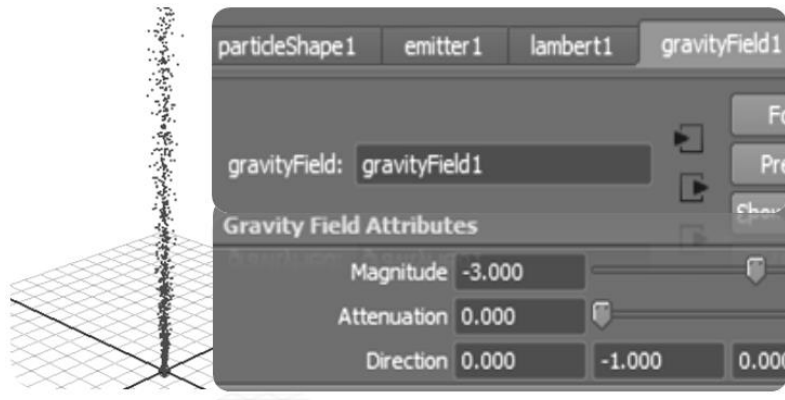 particleShape1 emitter1 lambert1 gravityField1
gravityField: gravityField1
Gravity Field Attributes
Magnitude -3.000
Attenuation 0.000
Direction 0.000 -1.000